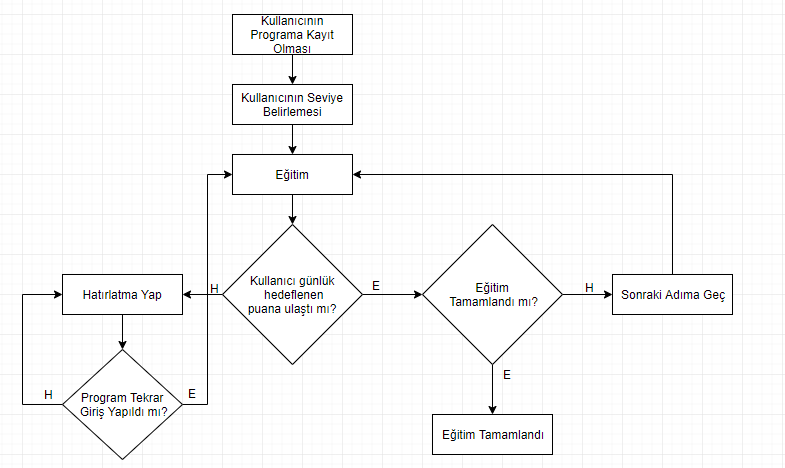 Kullanıcının
Programa Kayıt
Olması
Kullanıcının Seviye
Belirlemesi
Eğitim
Kullanıcı günlük
hedeflenen
puana ulaştı mı?
H
E
Eğitim
Tamamlandı mı?
H
Sonraki Adıma Geç
E
Eğitim Tamamlandı
Hatırlatma Yap
Program Tekrar
Giriş Yapıldı mı?
H
E